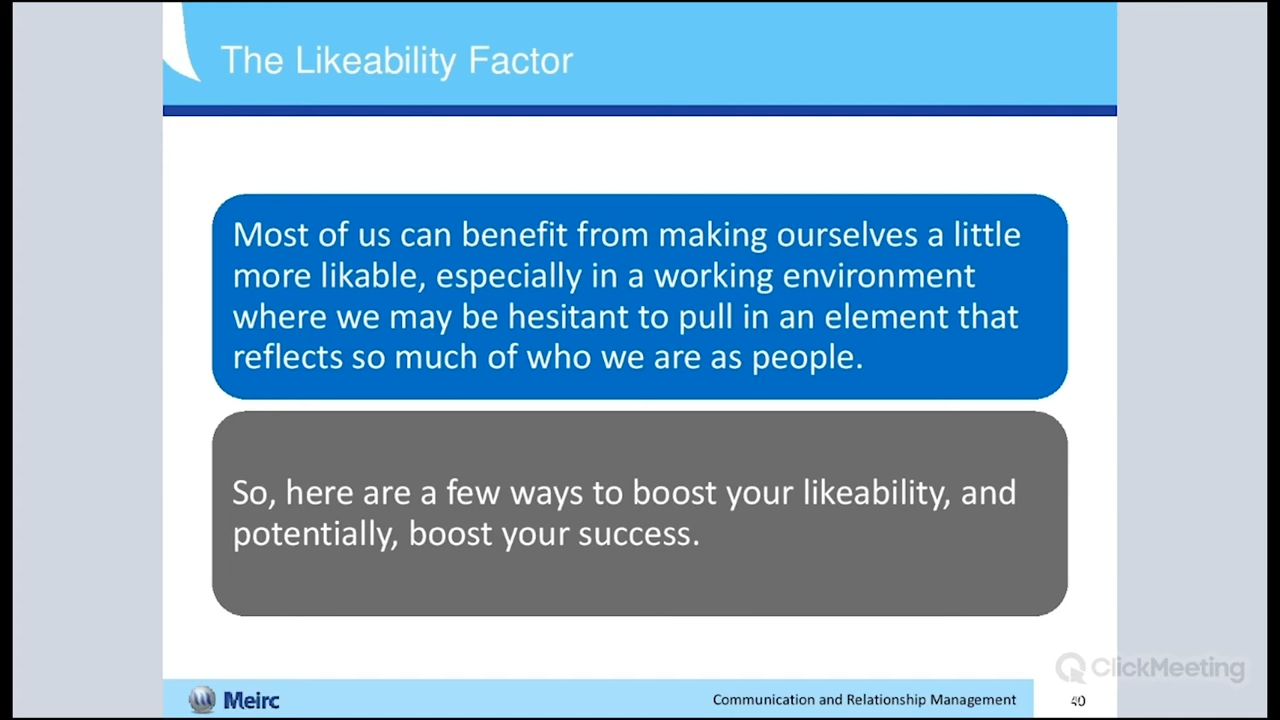 The Likeability Factor
Most of us can benefit from making ourselves a little
more likable, especially in a working environment
where we may be hesitant to pull in an element that
reflects so much of who we are as people.
So, here are a few ways to boost your likeability, and
potentially, boost your success.
ClickMeeting
Meirc
Communication and Relationship Management
40